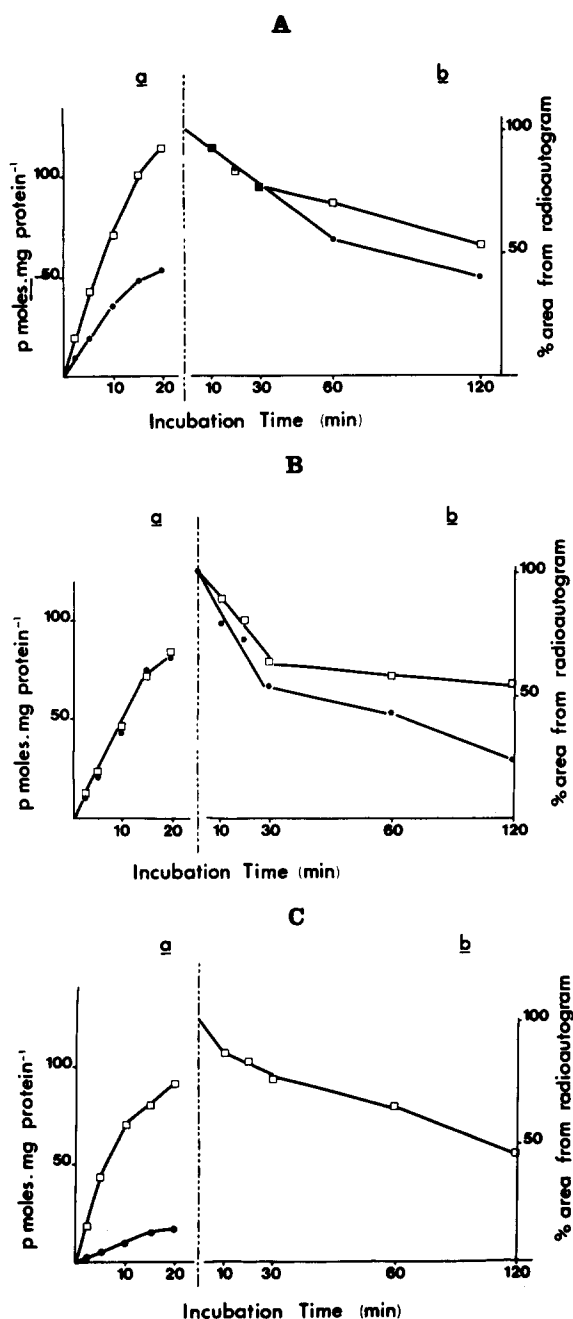 A
a b
p moles. mg protein⁻¹
100
50
100
50
% area from radioautogram
10 20 10 30 60 120
Incubation Time (min)
B
a b
p moles. mg protein⁻¹
100
50
100
50
% area from radioautogram
10 20 10 30 60 120
Incubation Time (min)
C
a b
p moles. mg protein⁻¹
100
50
100
50
% area from radioautogram
10 20 10 30 60 120
Incubation Time (min)